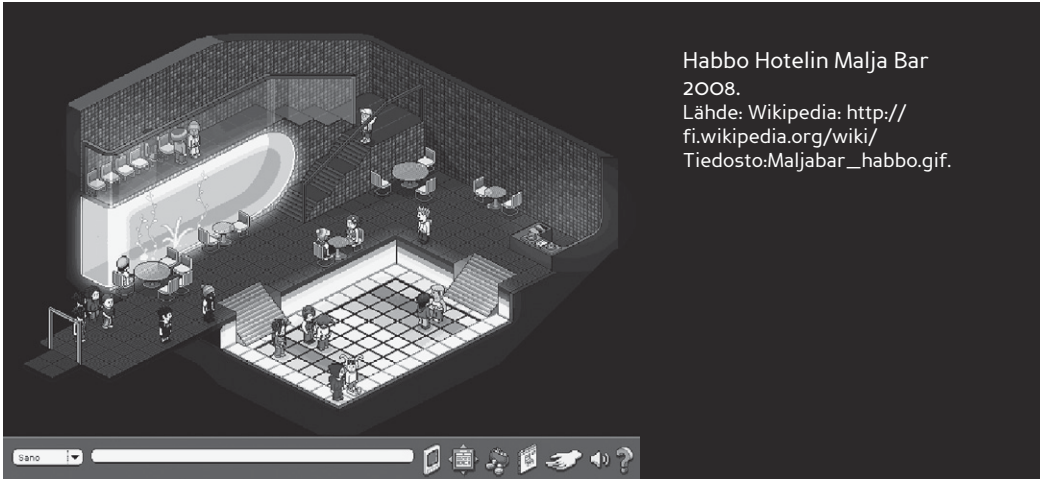 Habbo Hotelin Malja Bar
2008.
Lähde: Wikipedia: http://
fi.wikipedia.org/wiki/
Tiedosto:Maljabar_habbo.gif.
Sano
?